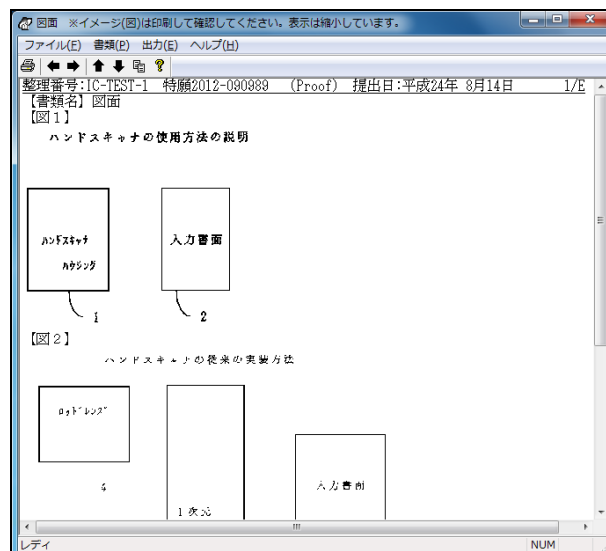 図面 ※イメージ(図)は印刷して確認してください。表示は縮小しています。
ファイル(F) 書類(P) 出力(E) ヘルプ(H)
整理番号:IC-TEST-1 特願2012-090989 (Proof) 提出日:平成24年 8月14日 1/E
【書類名】図面
【図1】
ハンドスキャナの使用方法の説明
ハンドスキャナ
ハウジング
入力書面
1
2
【図2】
ハンドスキャナの従来の実装方法
ロッドレンズ
入力書面
1次元
レディ NUM